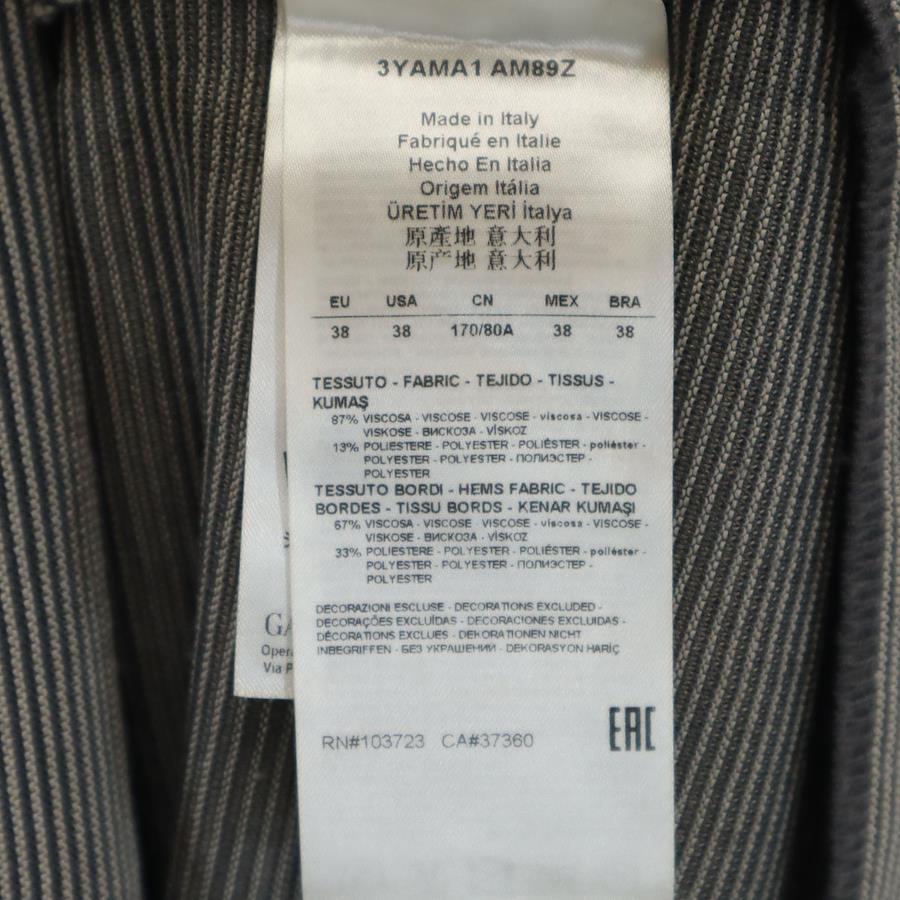 3YAMA1 AM89Z
Made in Italy
Fabriqué en Italie
Hecho En Italia
Origem Itália
ÜRETİM YERİ İtalya
原產地 意大利
原产地 意大利
EU USA CN MEX BRA
38 38 170/80A 38 38
TESSUTO - FABRIC - TEJIDO - TISSUS -
KUMAŞ
87% VISCOSA - VISCOSE - VISCOSE - viscosa - VISCOSE -
VISKOSE - ВИСКОЗА - VİSKOZ
13% POLIESTERE - POLYESTER - POLIÉSTER - poliéster -
POLYESTER - POLYESTER - ПОЛИЭСТЕР -
POLYESTER
TESSUTO BORDI - HEMS FABRIC - TEJIDO
BORDES - TISSU BORDS - KENAR KUMAŞI
67% VISCOSA - VISCOSE - VISCOSE - viscosa - VISCOSE -
VISKOSE - ВИСКОЗА - VİSKOZ
33% POLIESTERE - POLYESTER - POLIÉSTER - poliéster -
POLYESTER - POLYESTER - ПОЛИЭСТЕР -
POLYESTER
DECORAZIONI ESCLUSE - DECORATIONS EXCLUDED -
DECORAÇÕES EXCLUÍDAS - DECORACIONES EXCLUIDAS -
DÉCORATIONS EXCLUES - DEKORATIONEN NICHT
INBEGRIFFEN - БЕЗ УКРАШЕНИЙ - DEKORASYON HARİÇ
GA
Opera
Via P
RN#103723 CA#37360
EAC